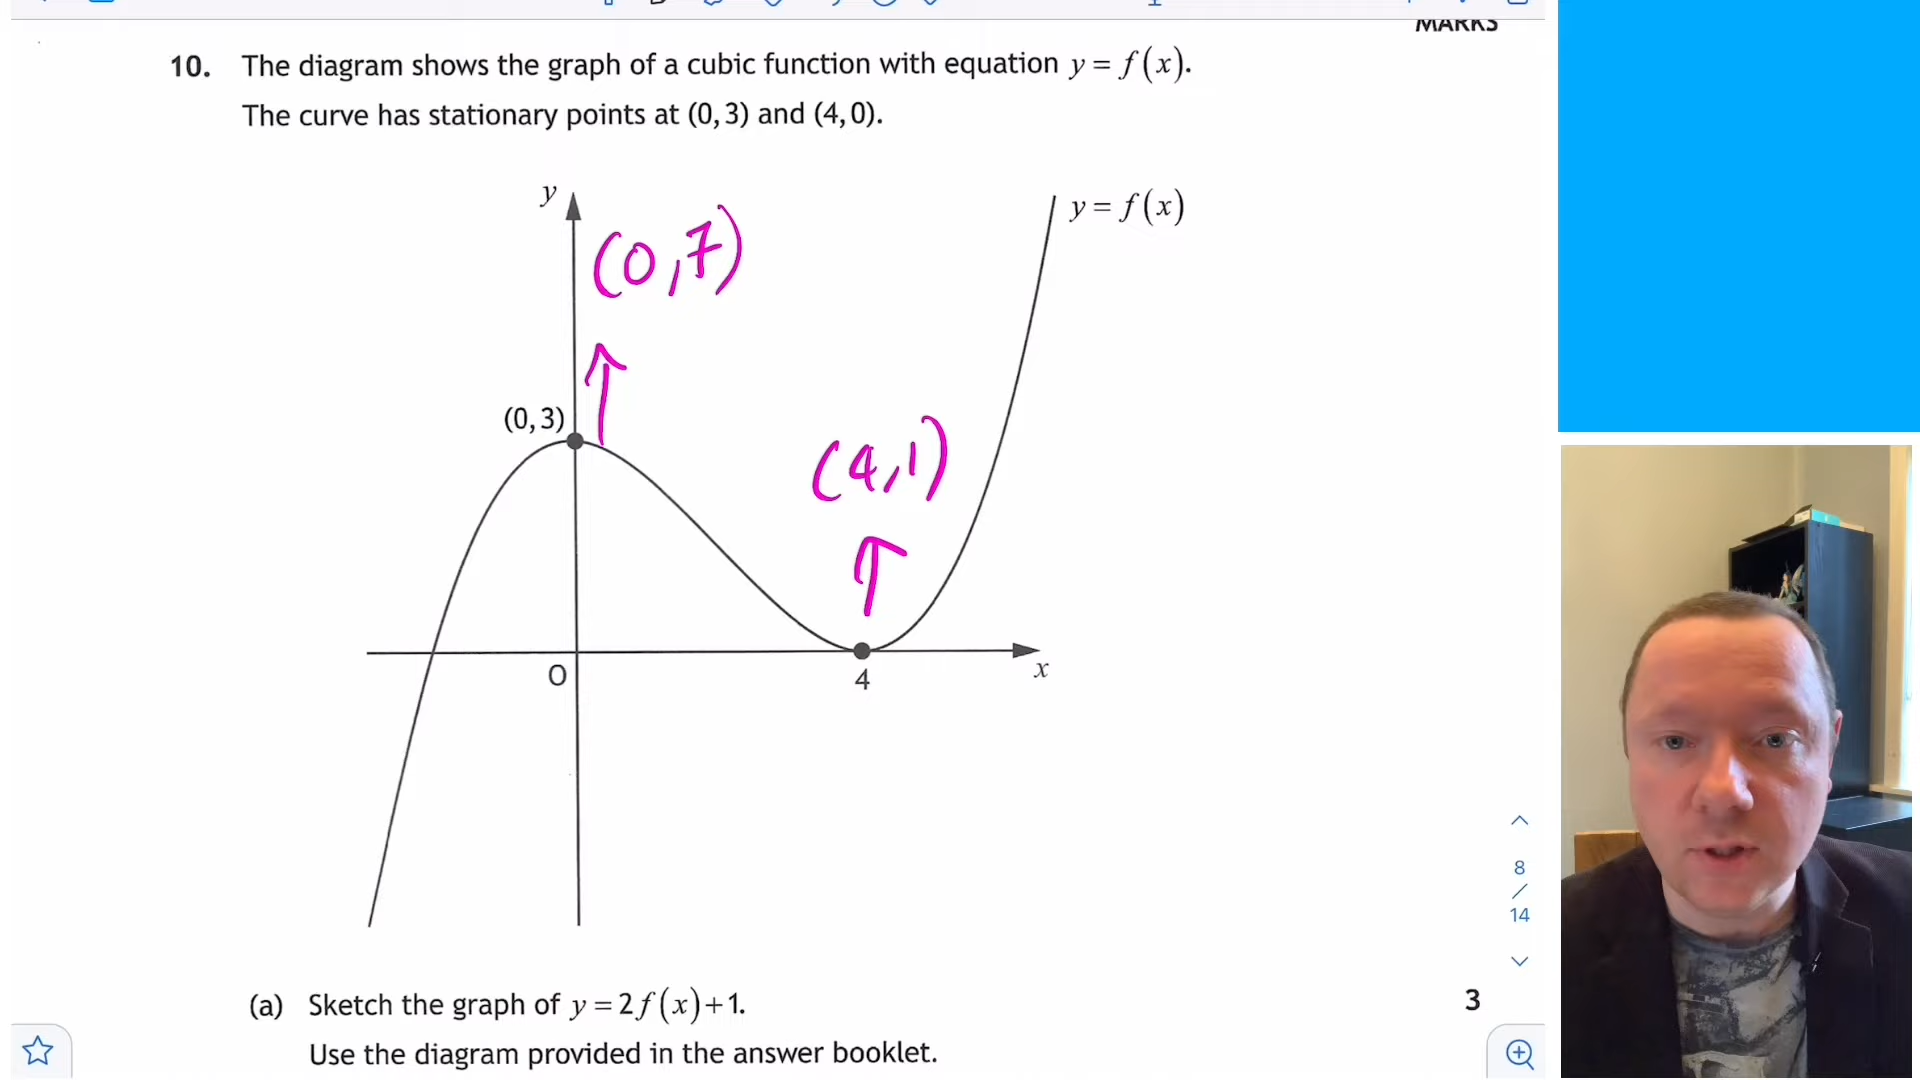 MARKS
10. The diagram shows the graph of a cubic function with equation y = f(x).
The curve has stationary points at (0,3) and (4,0).
y
y = f(x)
(0,7)
(0,3)
(4,1)
O
4
x
8
/
14
(a) Sketch the graph of y = 2f(x)+1.
3
Use the diagram provided in the answer booklet.